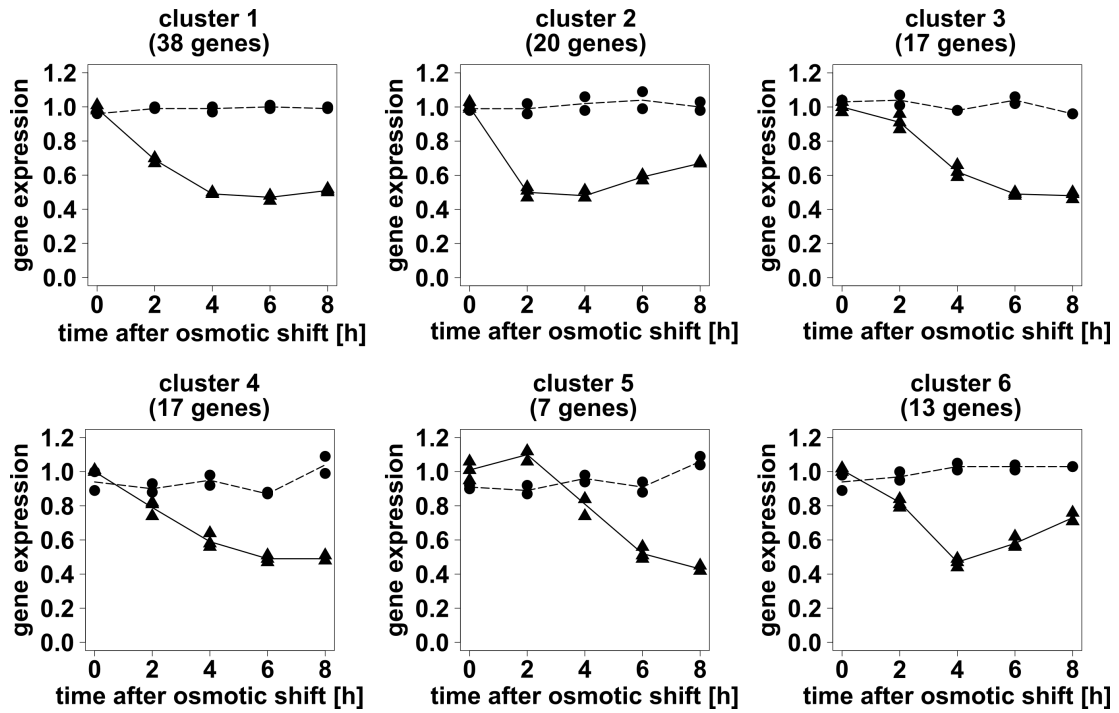 cluster 1
(38 genes)
gene expression
1.2
1.0
0.8
0.6
0.4
0.2
0.0
0 2 4 6 8
time after osmotic shift [h]
cluster 2
(20 genes)
gene expression
1.2
1.0
0.8
0.6
0.4
0.2
0.0
0 2 4 6 8
time after osmotic shift [h]
cluster 3
(17 genes)
gene expression
1.2
1.0
0.8
0.6
0.4
0.2
0.0
0 2 4 6 8
time after osmotic shift [h]
cluster 4
(17 genes)
gene expression
1.2
1.0
0.8
0.6
0.4
0.2
0.0
0 2 4 6 8
time after osmotic shift [h]
cluster 5
(7 genes)
gene expression
1.2
1.0
0.8
0.6
0.4
0.2
0.0
0 2 4 6 8
time after osmotic shift [h]
cluster 6
(13 genes)
gene expression
1.2
1.0
0.8
0.6
0.4
0.2
0.0
0 2 4 6 8
time after osmotic shift [h]